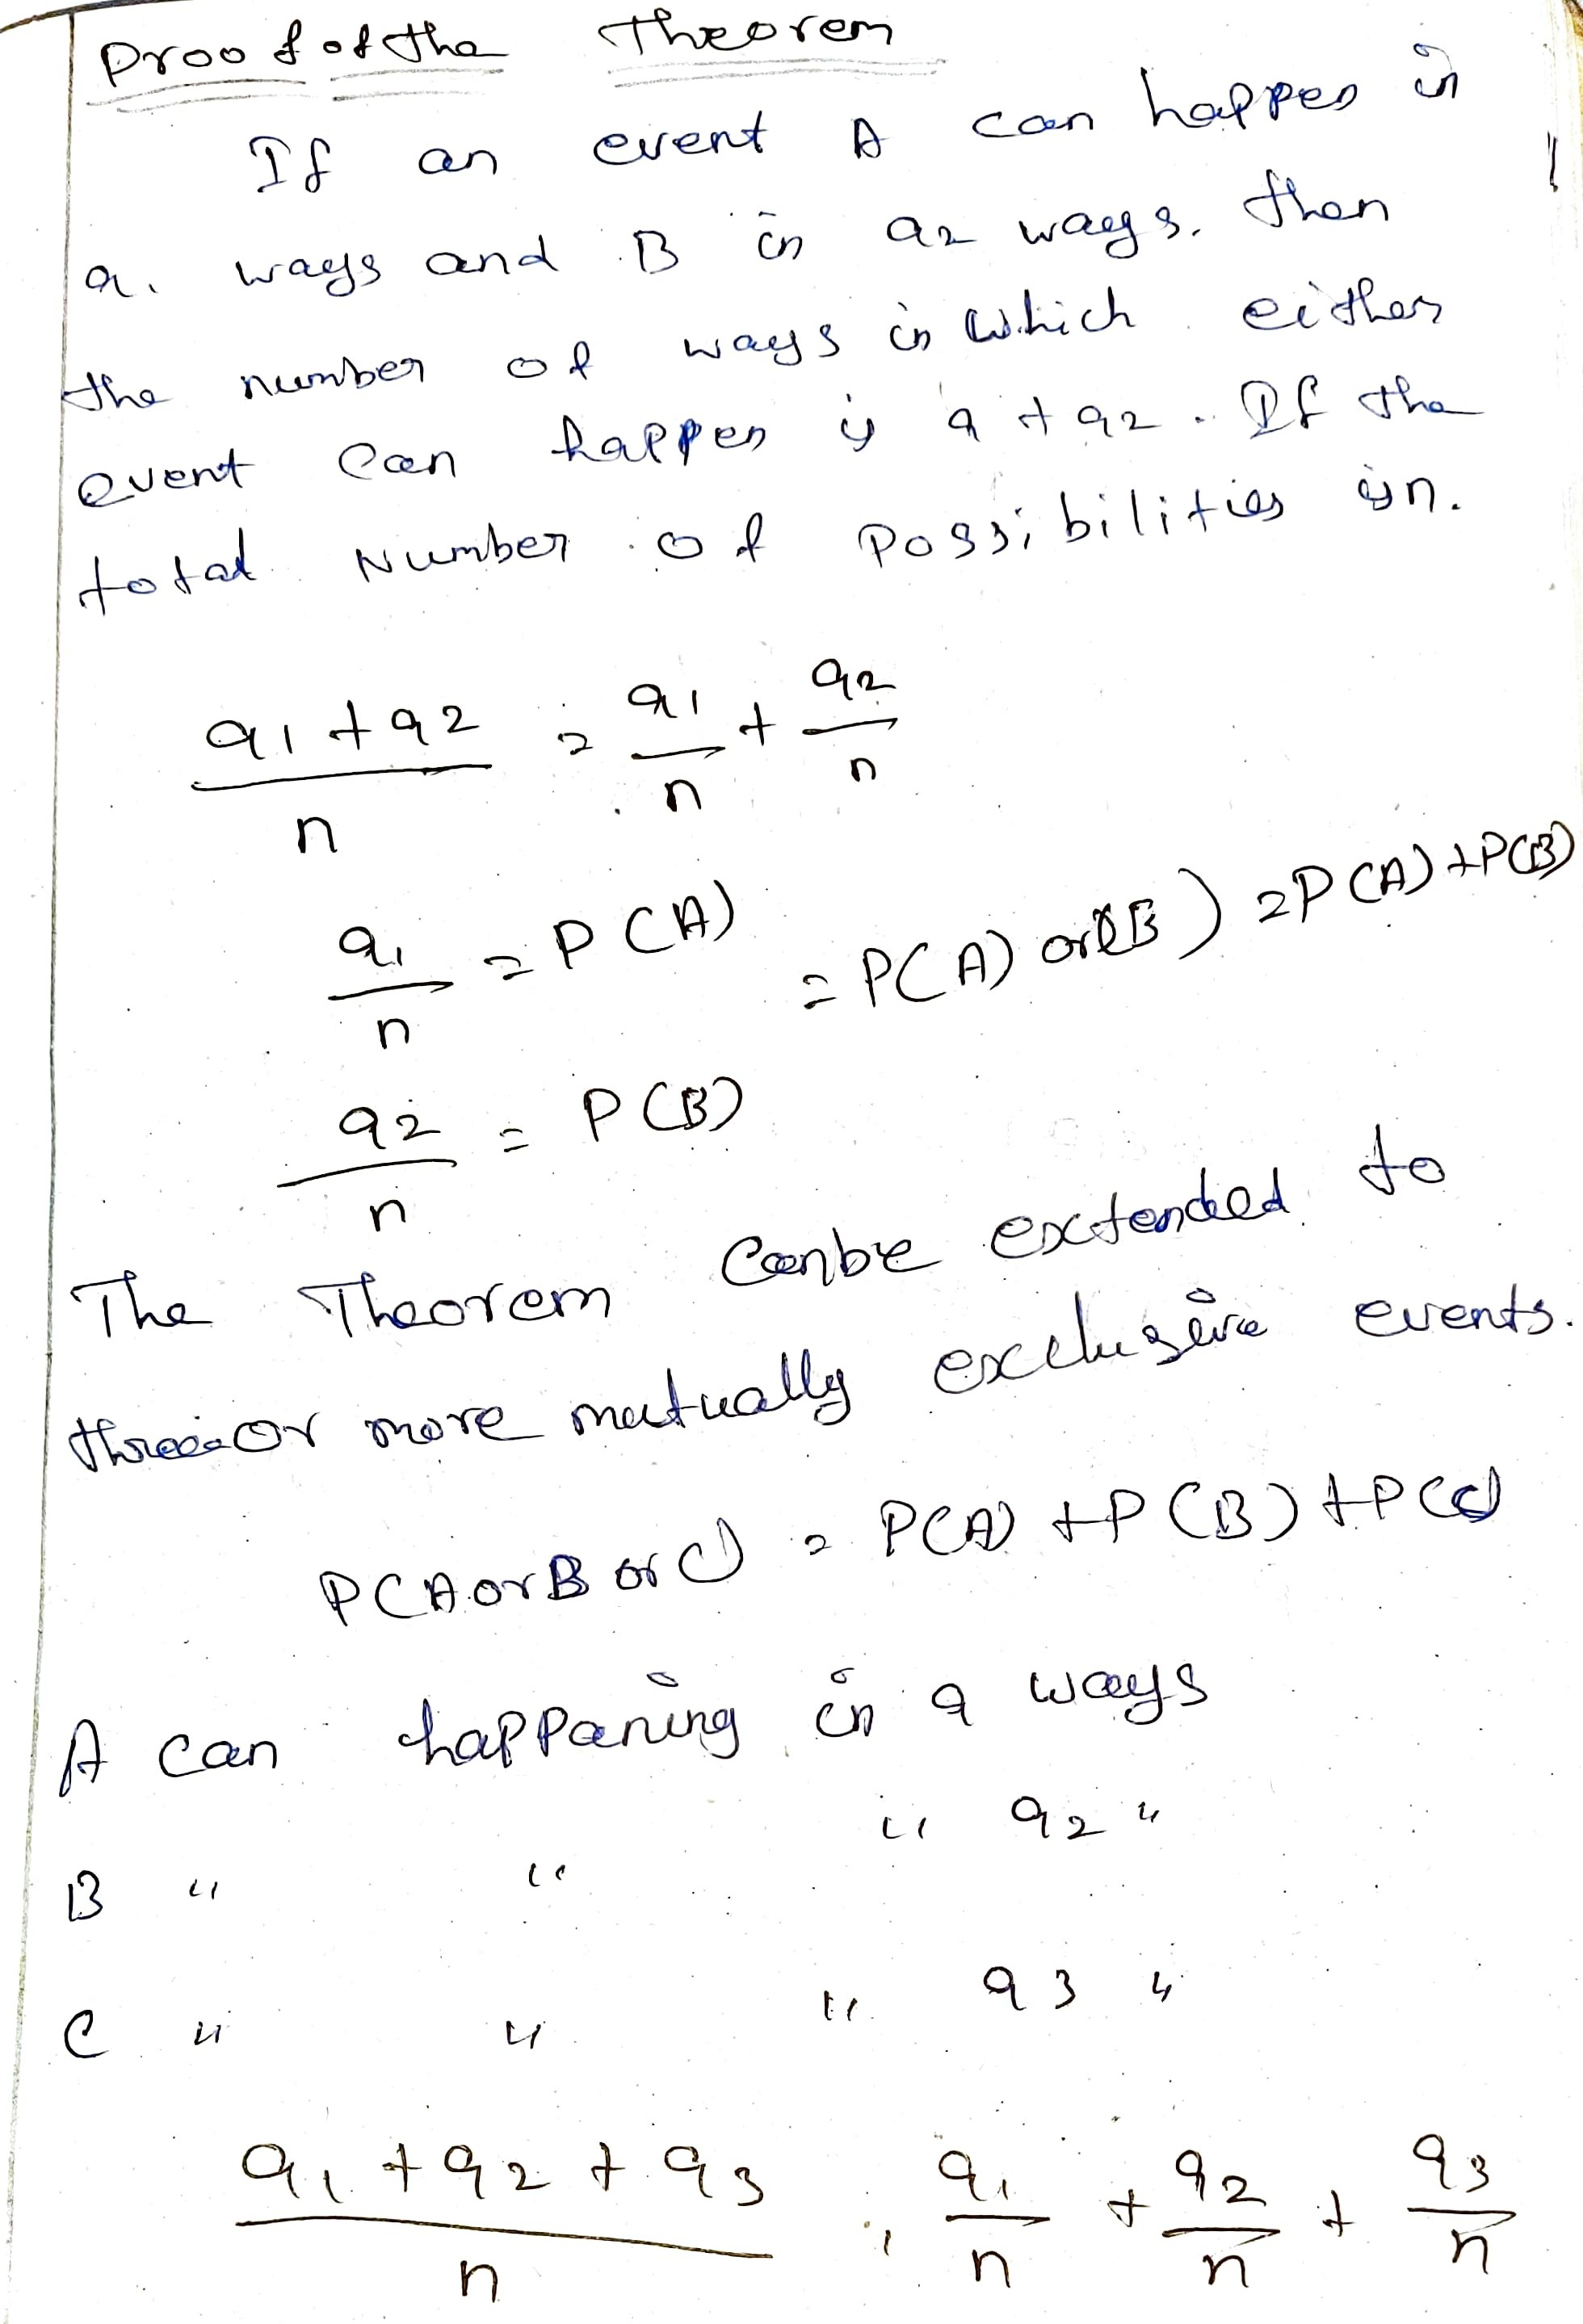 Proof of the Theorem
If an event A can happen in
a1 ways and B in a2 ways. then
the number of ways in which either
event can happen is a + a2. If the
total Number of Possibilities is n.
a1 + a2 / n = a1 / n + a2 / n
a1 / n = P(A)
= P(A) or B) = P(A) + P(B)
a2 / n = P(B)
The Theorem canbe extended to
three or more mutually exclusive events.
P(A or B or C) = P(A) + P(B) + P(C)
A can happening in a ways
B " " " a2 "
C " " " a3 "
a1 + a2 + a3 / n = a1 / n + a2 / n + a3 / n